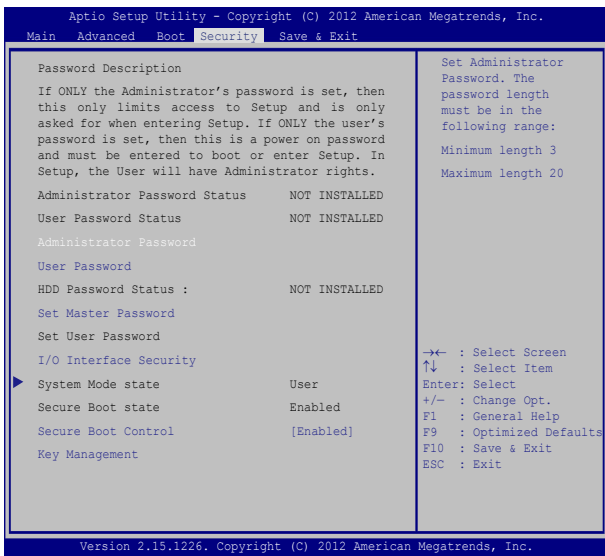 Aptio Setup Utility - Copyright (C) 2012 American Megatrends, Inc.
Main Advanced Boot Security Save & Exit
Password Description
If ONLY the Administrator's password is set, then
this only limits access to Setup and is only
asked for when entering Setup. If ONLY the user's
password is set, then this is a power on password
and must be entered to boot or enter Setup. In
Setup, the User will have Administrator rights.
Administrator Password Status NOT INSTALLED
User Password Status NOT INSTALLED
Administrator Password
User Password
HDD Password Status : NOT INSTALLED
Set Master Password
Set User Password
I/O Interface Security
System Mode state User
Secure Boot state Enabled
Secure Boot Control [Enabled]
Key Management
Set Administrator
Password. The
password length
must be in the
following range:
Minimum length 3
Maximum length 20
→← : Select Screen
↑↓ : Select Item
Enter: Select
+/— : Change Opt.
F1 : General Help
F9 : Optimized Defaults
F10 : Save & Exit
ESC : Exit
Version 2.15.1226. Copyright (C) 2012 American Megatrends, Inc.